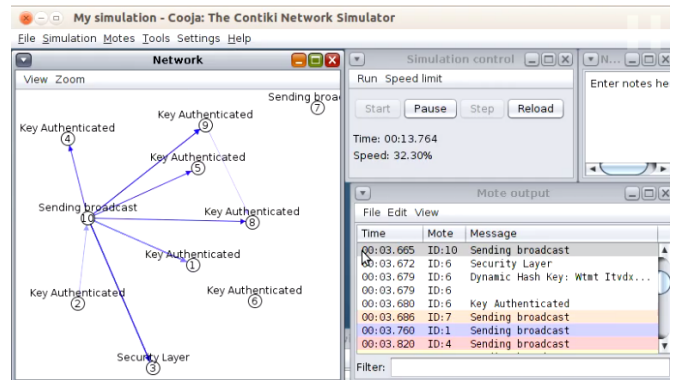 My simulation - Cooja: The Contiki Network Simulator
File Simulation Motes Tools Settings Help
Network
View Zoom
Sending broa
7
Key Authenticated
9
Key Authenticated
4
Key Authenticated
5
Sending broadcast
10
Key Authenticated
8
Key Authenticated
1
Key Authenticated
2
Key Authenticated
6
Security Layer
3
Simulation control
Run Speed limit
Start Pause Step Reload
Time: 00:13.764
Speed: 32.30%
N...
Enter notes he
Mote output
File Edit View
Time Mote Message
00:03.665 ID:10 Sending broadcast
00:03.672 ID:6 Security Layer
00:03.679 ID:6 Dynamic Hash Key: Wtmt Itvdx...
00:03.679 ID:6
00:03.680 ID:6 Key Authenticated
00:03.686 ID:7 Sending broadcast
00:03.760 ID:1 Sending broadcast
00:03.820 ID:4 Sending broadcast
Filter: